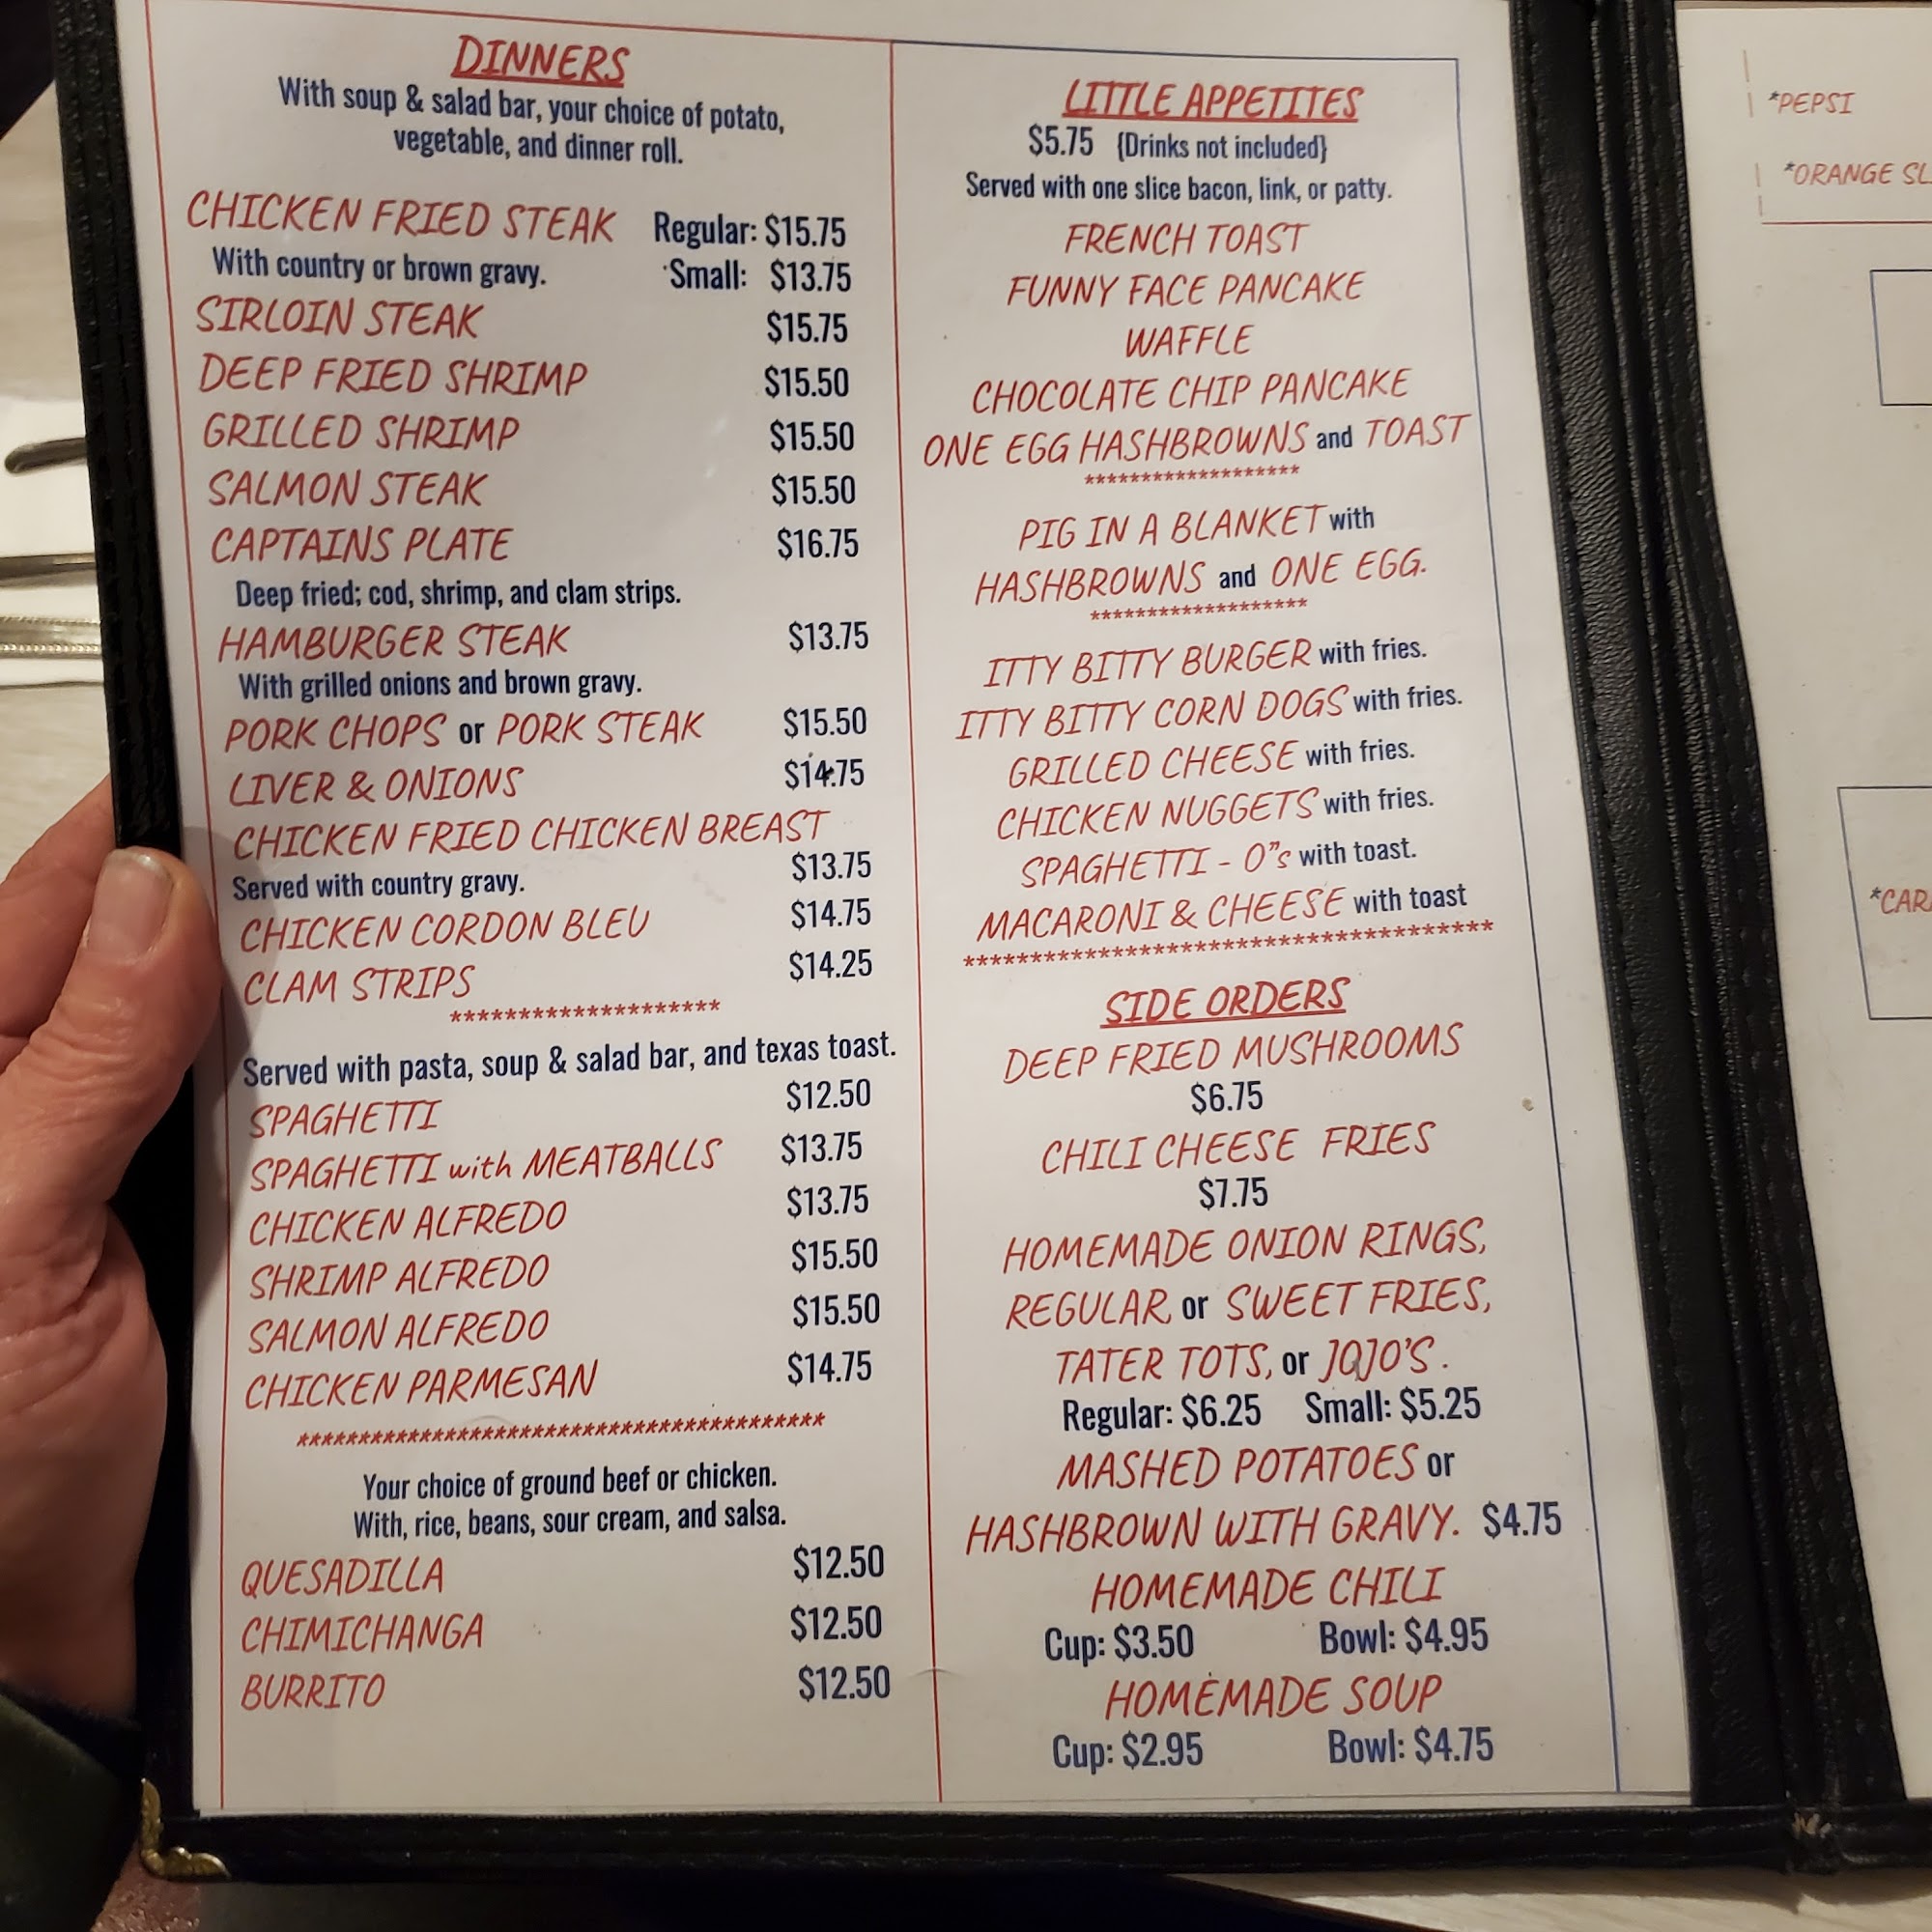 DINNERS
With soup & salad bar, your choice of potato,
vegetable, and dinner roll.
CHICKEN FRIED STEAK Regular: $15.75
With country or brown gravy. Small: $13.75
SIRLOIN STEAK $15.75
DEEP FRIED SHRIMP $15.50
GRILLED SHRIMP $15.50
SALMON STEAK $15.50
CAPTAINS PLATE $16.75
Deep fried; cod, shrimp, and clam strips.
HAMBURGER STEAK $13.75
With grilled onions and brown gravy.
PORK CHOPS or PORK STEAK $15.50
LIVER & ONIONS $14.75
CHICKEN FRIED CHICKEN BREAST
Served with country gravy. $13.75
CHICKEN CORDON BLEU $14.75
CLAM STRIPS $14.25
********************
Served with pasta, soup & salad bar, and texas toast.
SPAGHETTI $12.50
SPAGHETTI with MEATBALLS $13.75
CHICKEN ALFREDO $13.75
SHRIMP ALFREDO $15.50
SALMON ALFREDO $15.50
CHICKEN PARMESAN $14.75
*******************************************
Your choice of ground beef or chicken.
With, rice, beans, sour cream, and salsa.
QUESADILLA $12.50
CHIMICHANGA $12.50
BURRITO $12.50
LITTLE APPETITES
$5.75 {Drinks not included}
Served with one slice bacon, link, or patty.
FRENCH TOAST
FUNNY FACE PANCAKE
WAFFLE
CHOCOLATE CHIP PANCAKE
ONE EGG HASHBROWNS and TOAST
*******************
PIG IN A BLANKET with
HASHBROWNS and ONE EGG.
*******************
ITTY BITTY BURGER with fries.
ITTY BITTY CORN DOGS with fries.
GRILLED CHEESE with fries.
CHICKEN NUGGETS with fries.
SPAGHETTI - O"s with toast.
MACARONI & CHEESE with toast
****************************************
SIDE ORDERS
DEEP FRIED MUSHROOMS
$6.75
CHILI CHEESE FRIES
$7.75
HOMEMADE ONION RINGS,
REGULAR or SWEET FRIES,
TATER TOTS, or JOJO'S.
Regular: $6.25 Small: $5.25
MASHED POTATOES or
HASHBROWN WITH GRAVY. $4.75
HOMEMADE CHILI
Cup: $3.50 Bowl: $4.95
HOMEMADE SOUP
Cup: $2.95 Bowl: $4.75
*PEPSI
*ORANGE